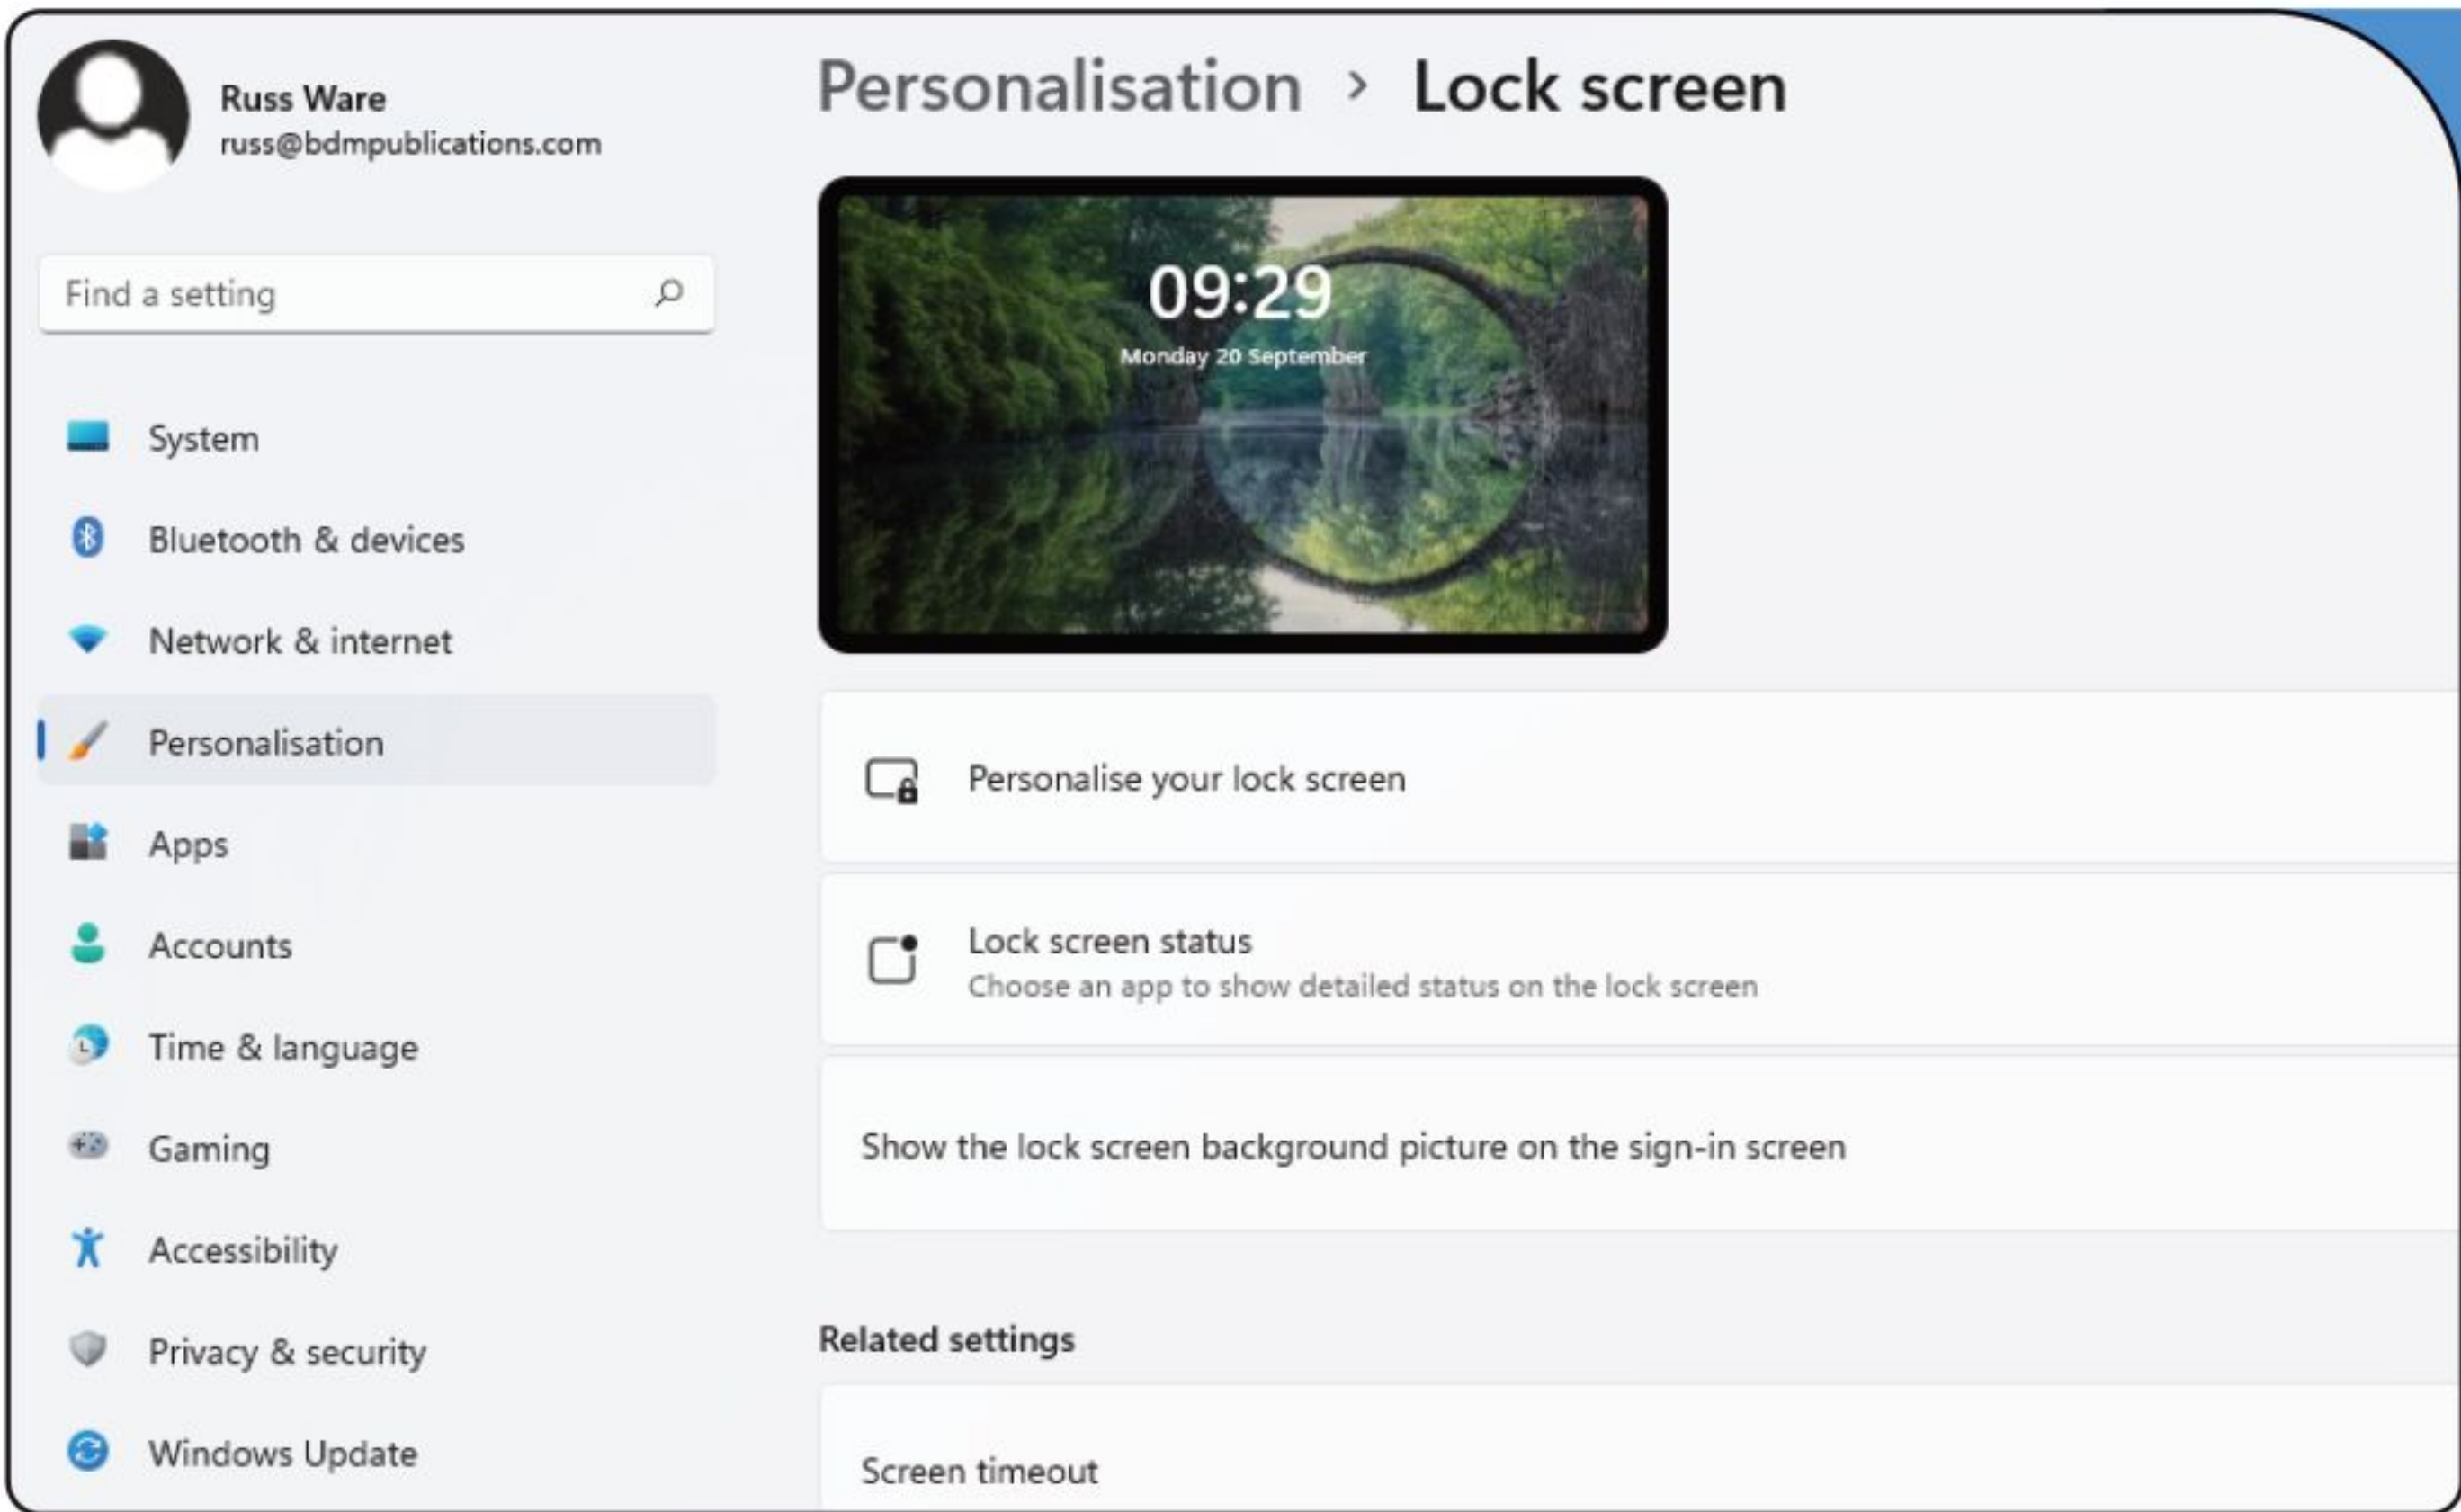 Russ Ware
russ@bdmpublications.com
Find a setting
System
Bluetooth & devices
Network & internet
Personalisation
Apps
Accounts
Time & language
Gaming
Accessibility
Privacy & security
Windows Update
Personalisation > Lock screen
09:29
Monday 20 September
Personalise your lock screen
Lock screen status
Choose an app to show detailed status on the lock screen
Show the lock screen background picture on the sign-in screen
Related settings
Screen timeout